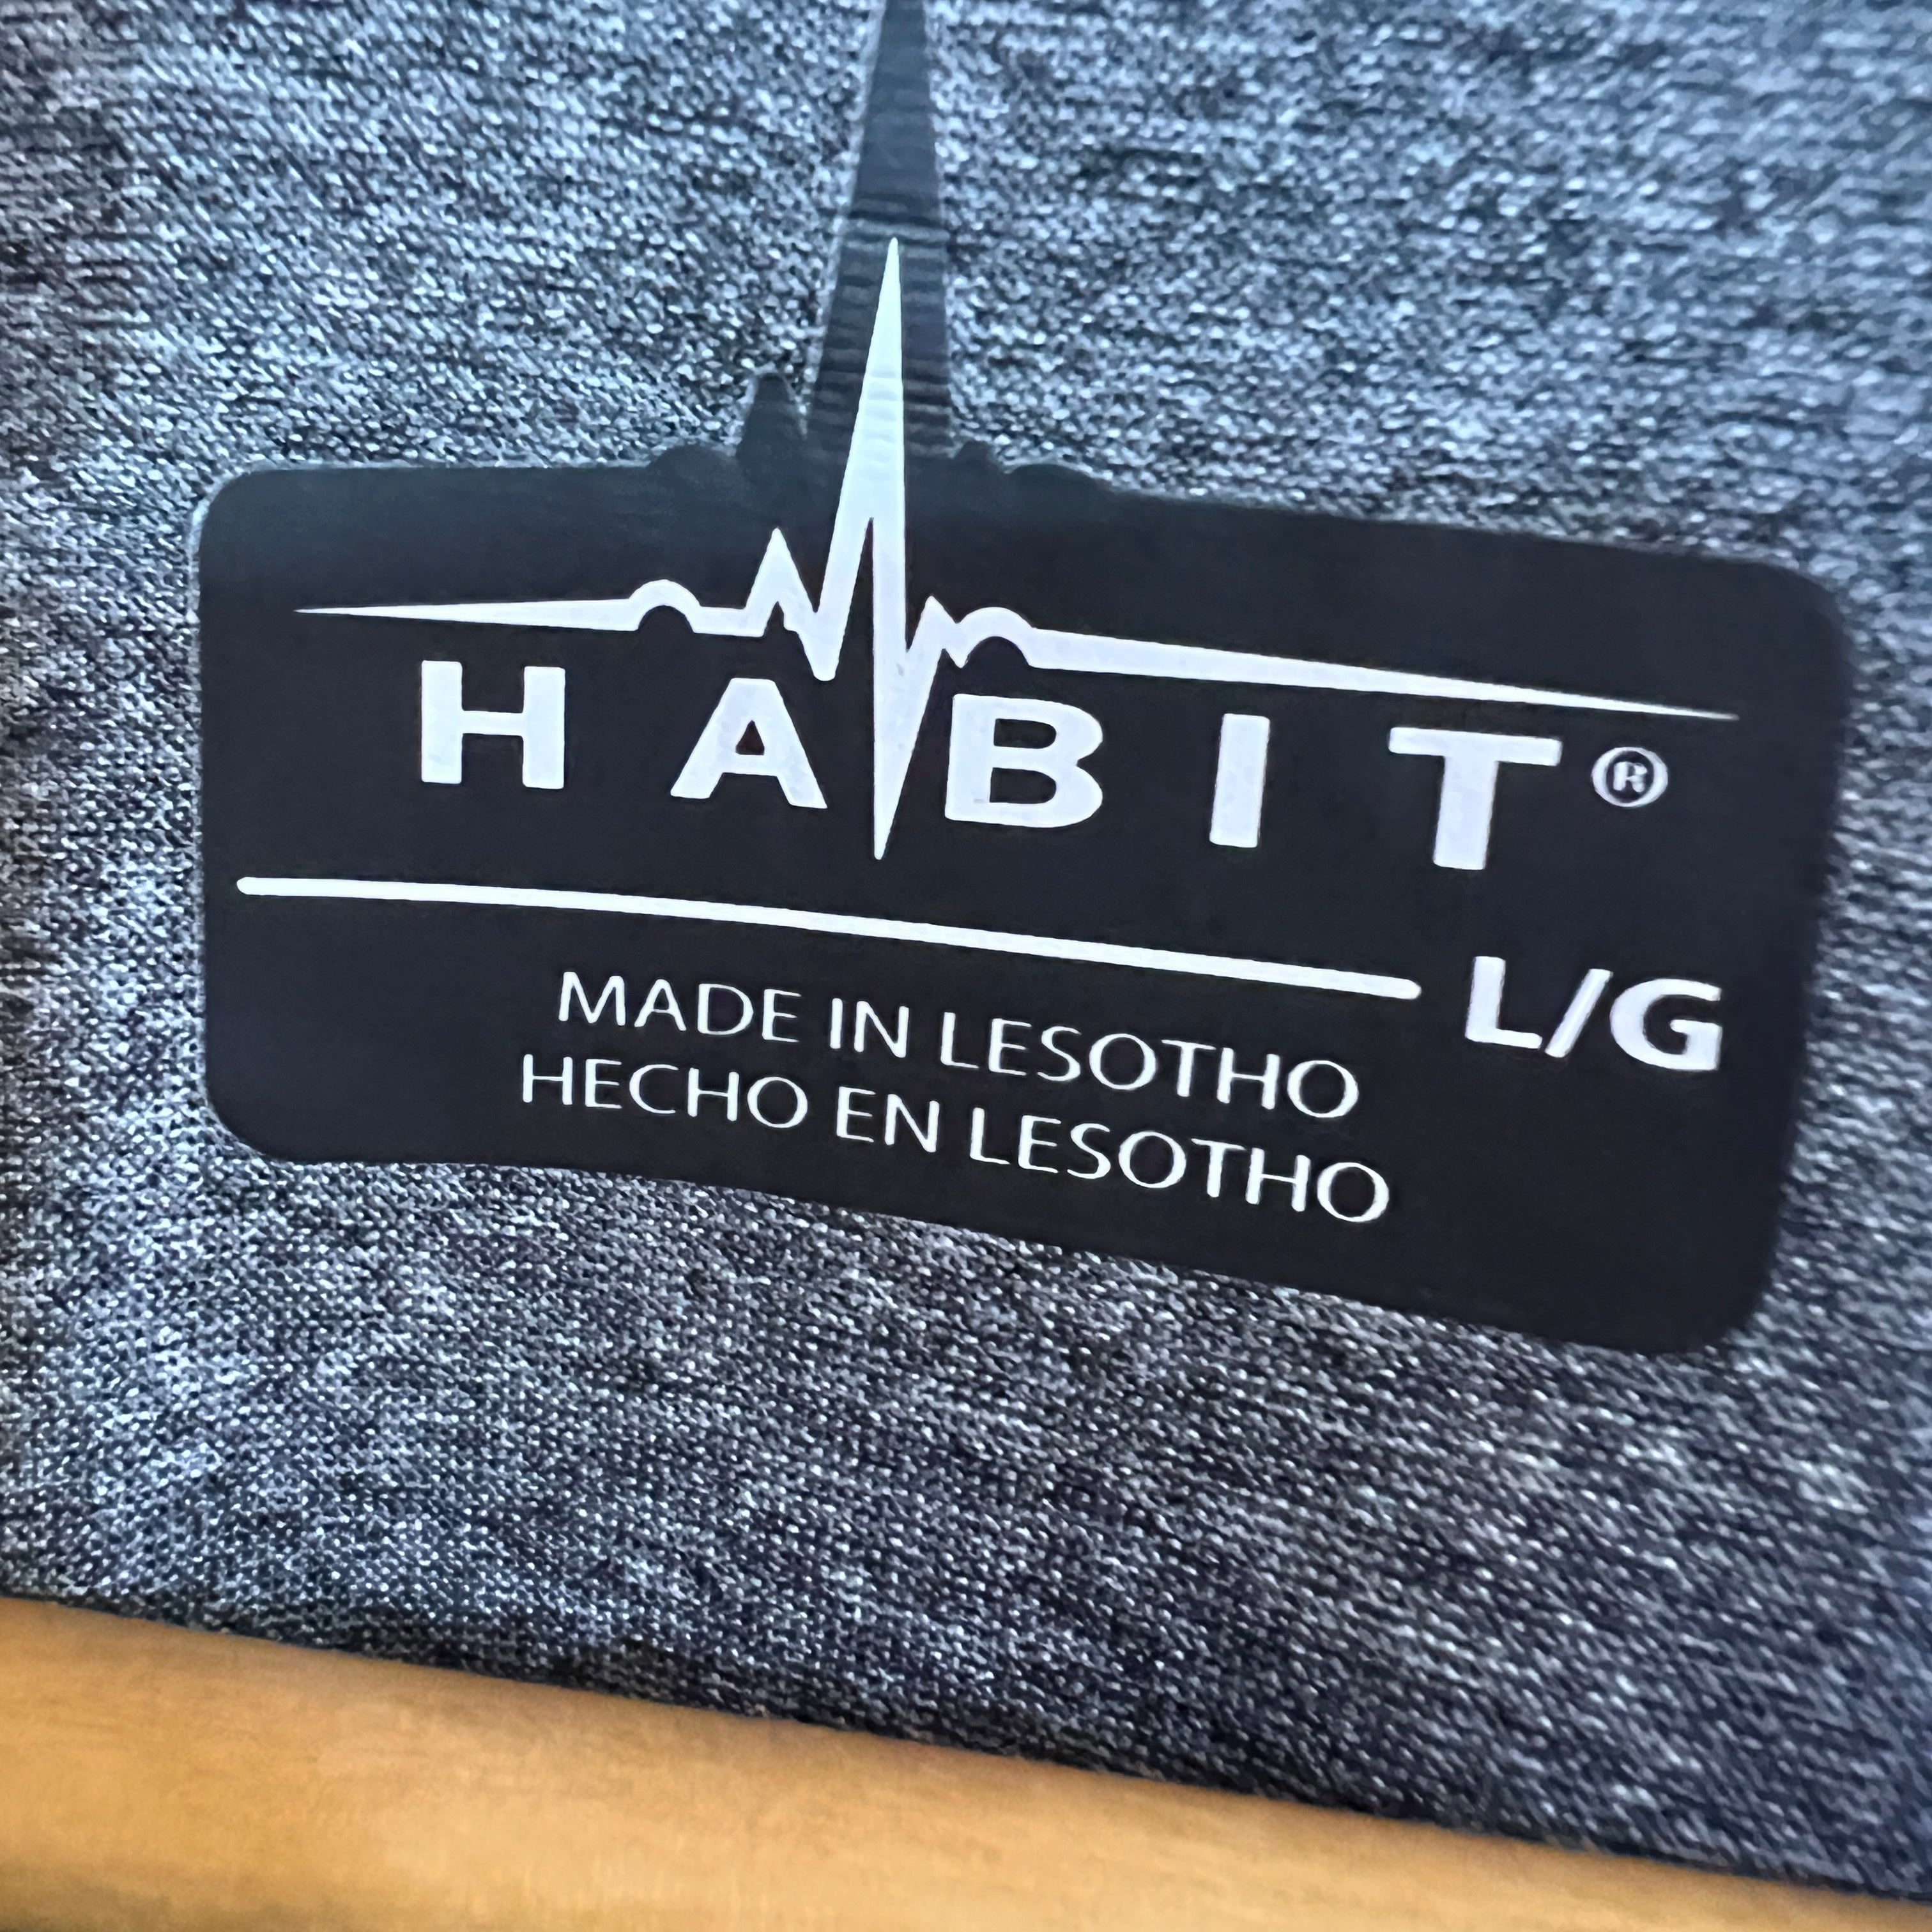 HABIT®
L/G
MADE IN LESOTHO
HECHO EN LESOTHO